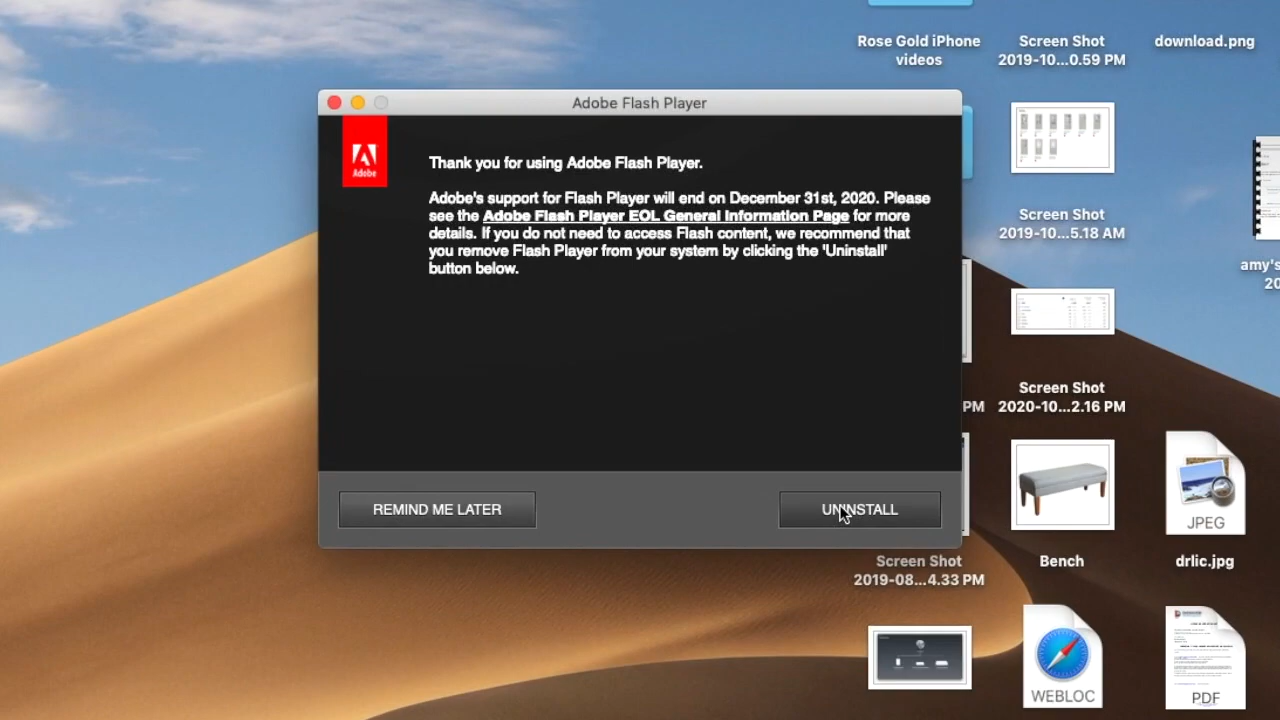 Rose Gold iPhone
videos
Screen Shot
2019-10...0.59 PM
download.png
Adobe Flash Player
Adobe
Thank you for using Adobe Flash Player.
Adobe's support for Flash Player will end on December 31st, 2020. Please
see the Adobe Flash Player EOL General Information Page for more
details. If you do not need to access Flash content, we recommend that
you remove Flash Player from your system by clicking the 'Uninstall'
button below.
Screen Shot
2019-10...5.18 AM
amy's
20
PM
Screen Shot
2020-10...2.16 PM
REMIND ME LATER
UNINSTALL
JPEG
Screen Shot
2019-08...4.33 PM
Bench
drlic.jpg
WEBLOC
PDF